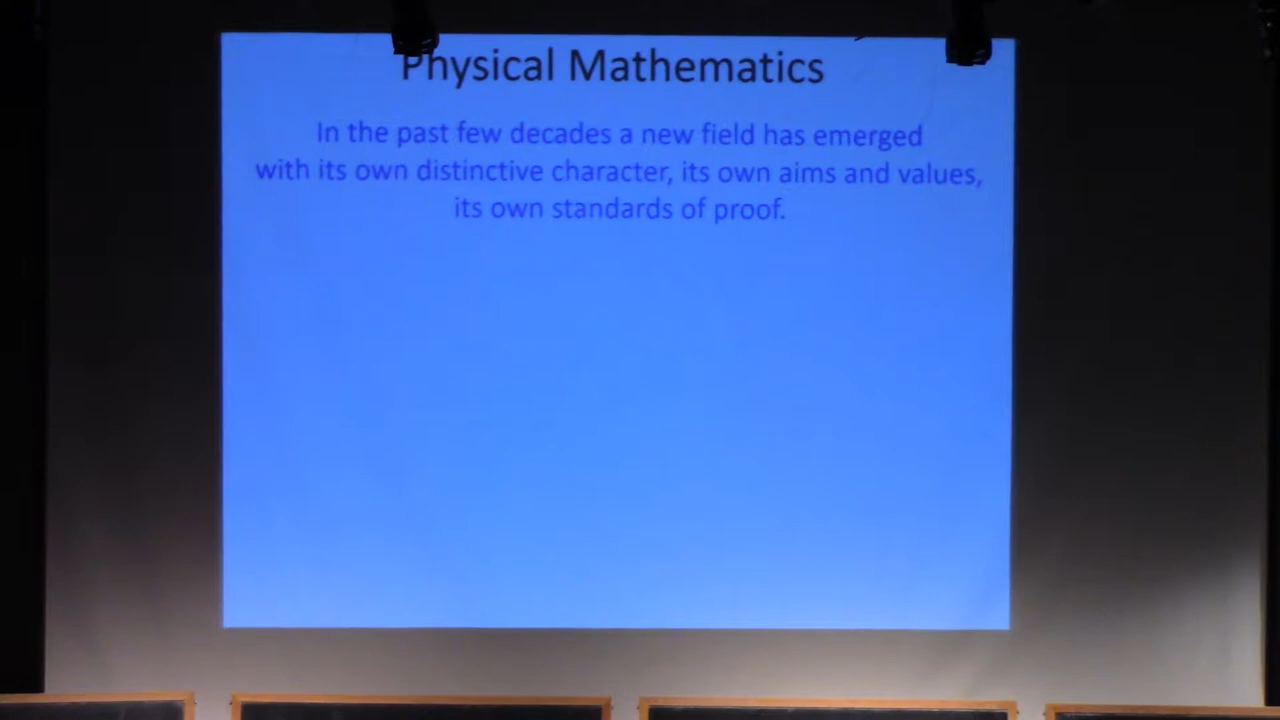 Physical Mathematics
In the past few decades a new field has emerged
with its own distinctive character, its own aims and values,
its own standards of proof.